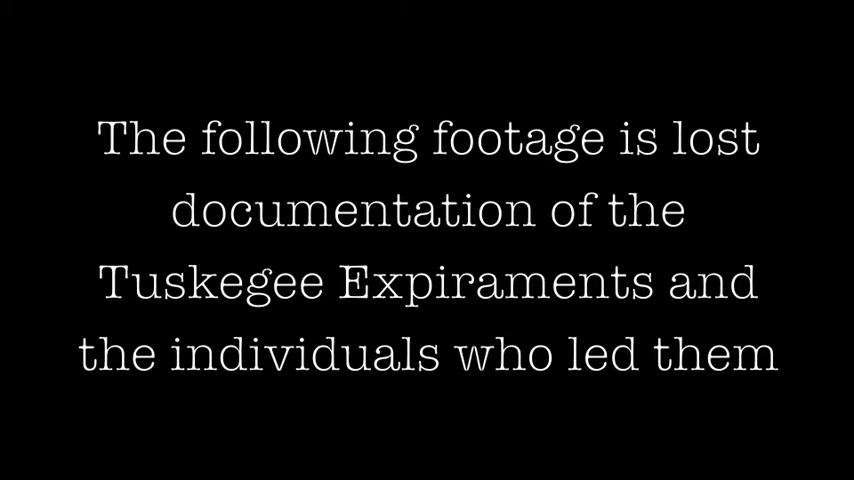 The following footage is lost
documentation of the
Tuskegee Expiraments and
the individuals who led them